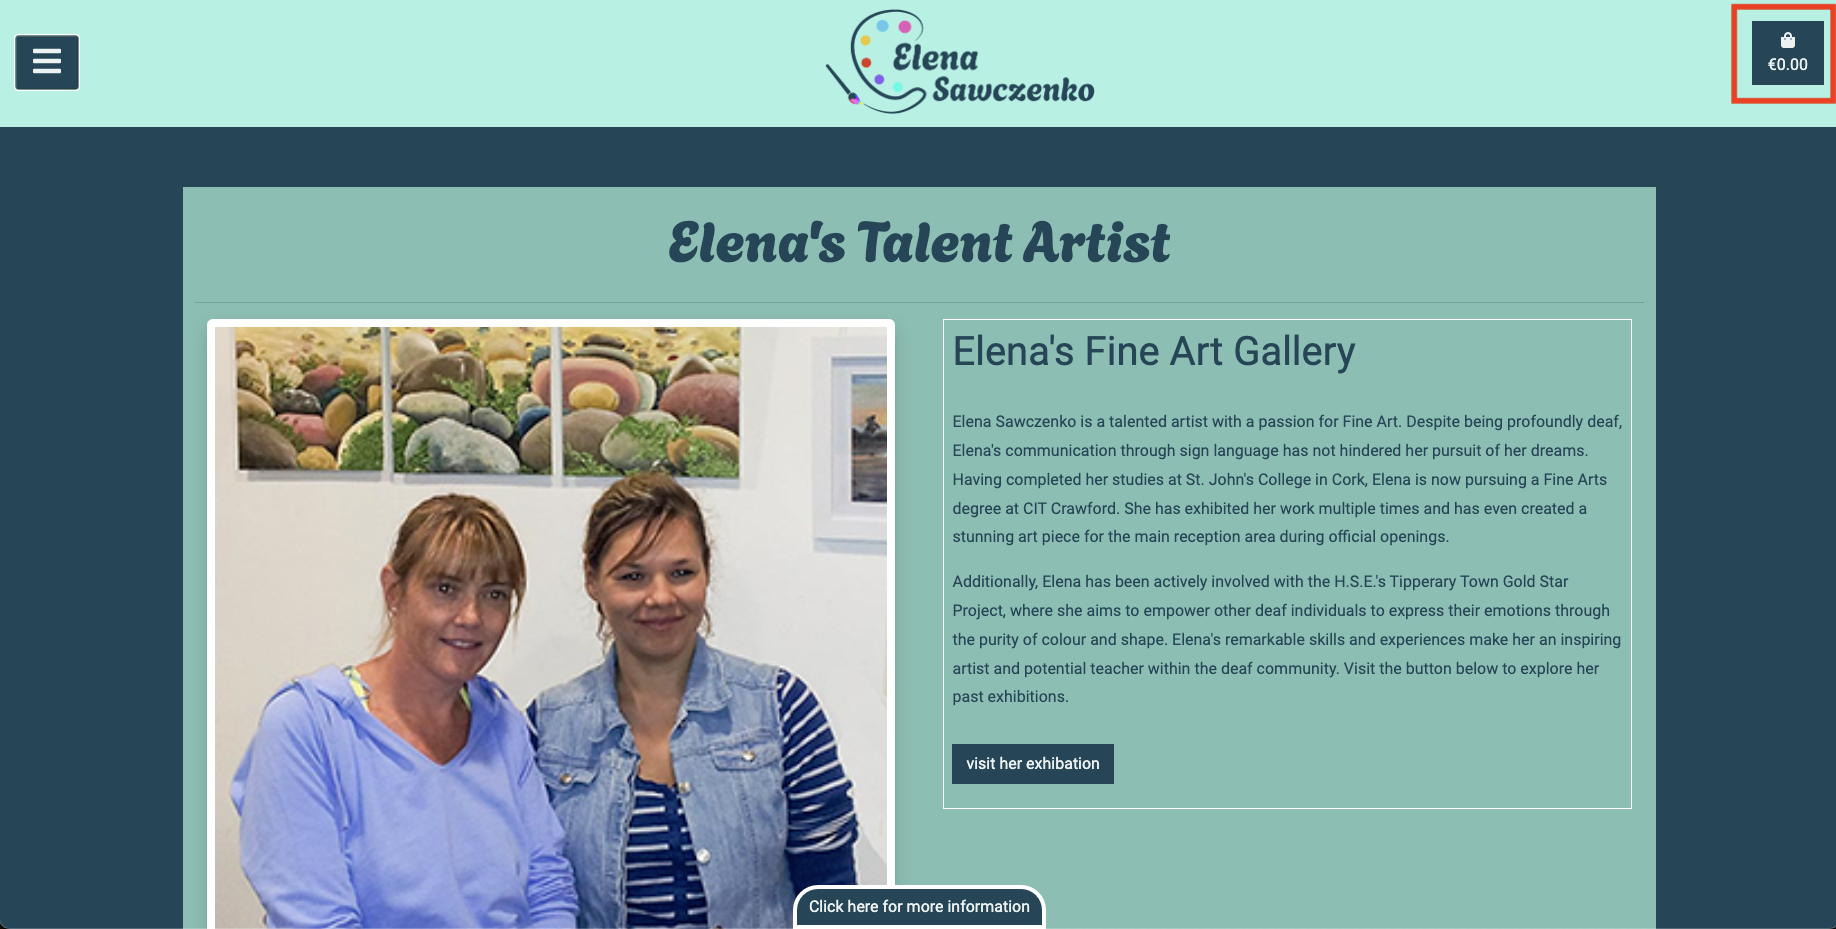 Elena
Sawczenko
€0.00
Elena's Talent Artist
Elena's Fine Art Gallery
Elena Sawczenko is a talented artist with a passion for Fine Art. Despite being profoundly deaf,
Elena's communication through sign language has not hindered her pursuit of her dreams.
Having completed her studies at St. John's College in Cork, Elena is now pursuing a Fine Arts
degree at CIT Crawford. She has exhibited her work multiple times and has even created a
stunning art piece for the main reception area during official openings.
Additionally, Elena has been actively involved with the H.S.E.'s Tipperary Town Gold Star
Project, where she aims to empower other deaf individuals to express their emotions through
the purity of colour and shape. Elena's remarkable skills and experiences make her an inspiring
artist and potential teacher within the deaf community. Visit the button below to explore her
past exhibitions.
visit her exhibation
Click here for more information